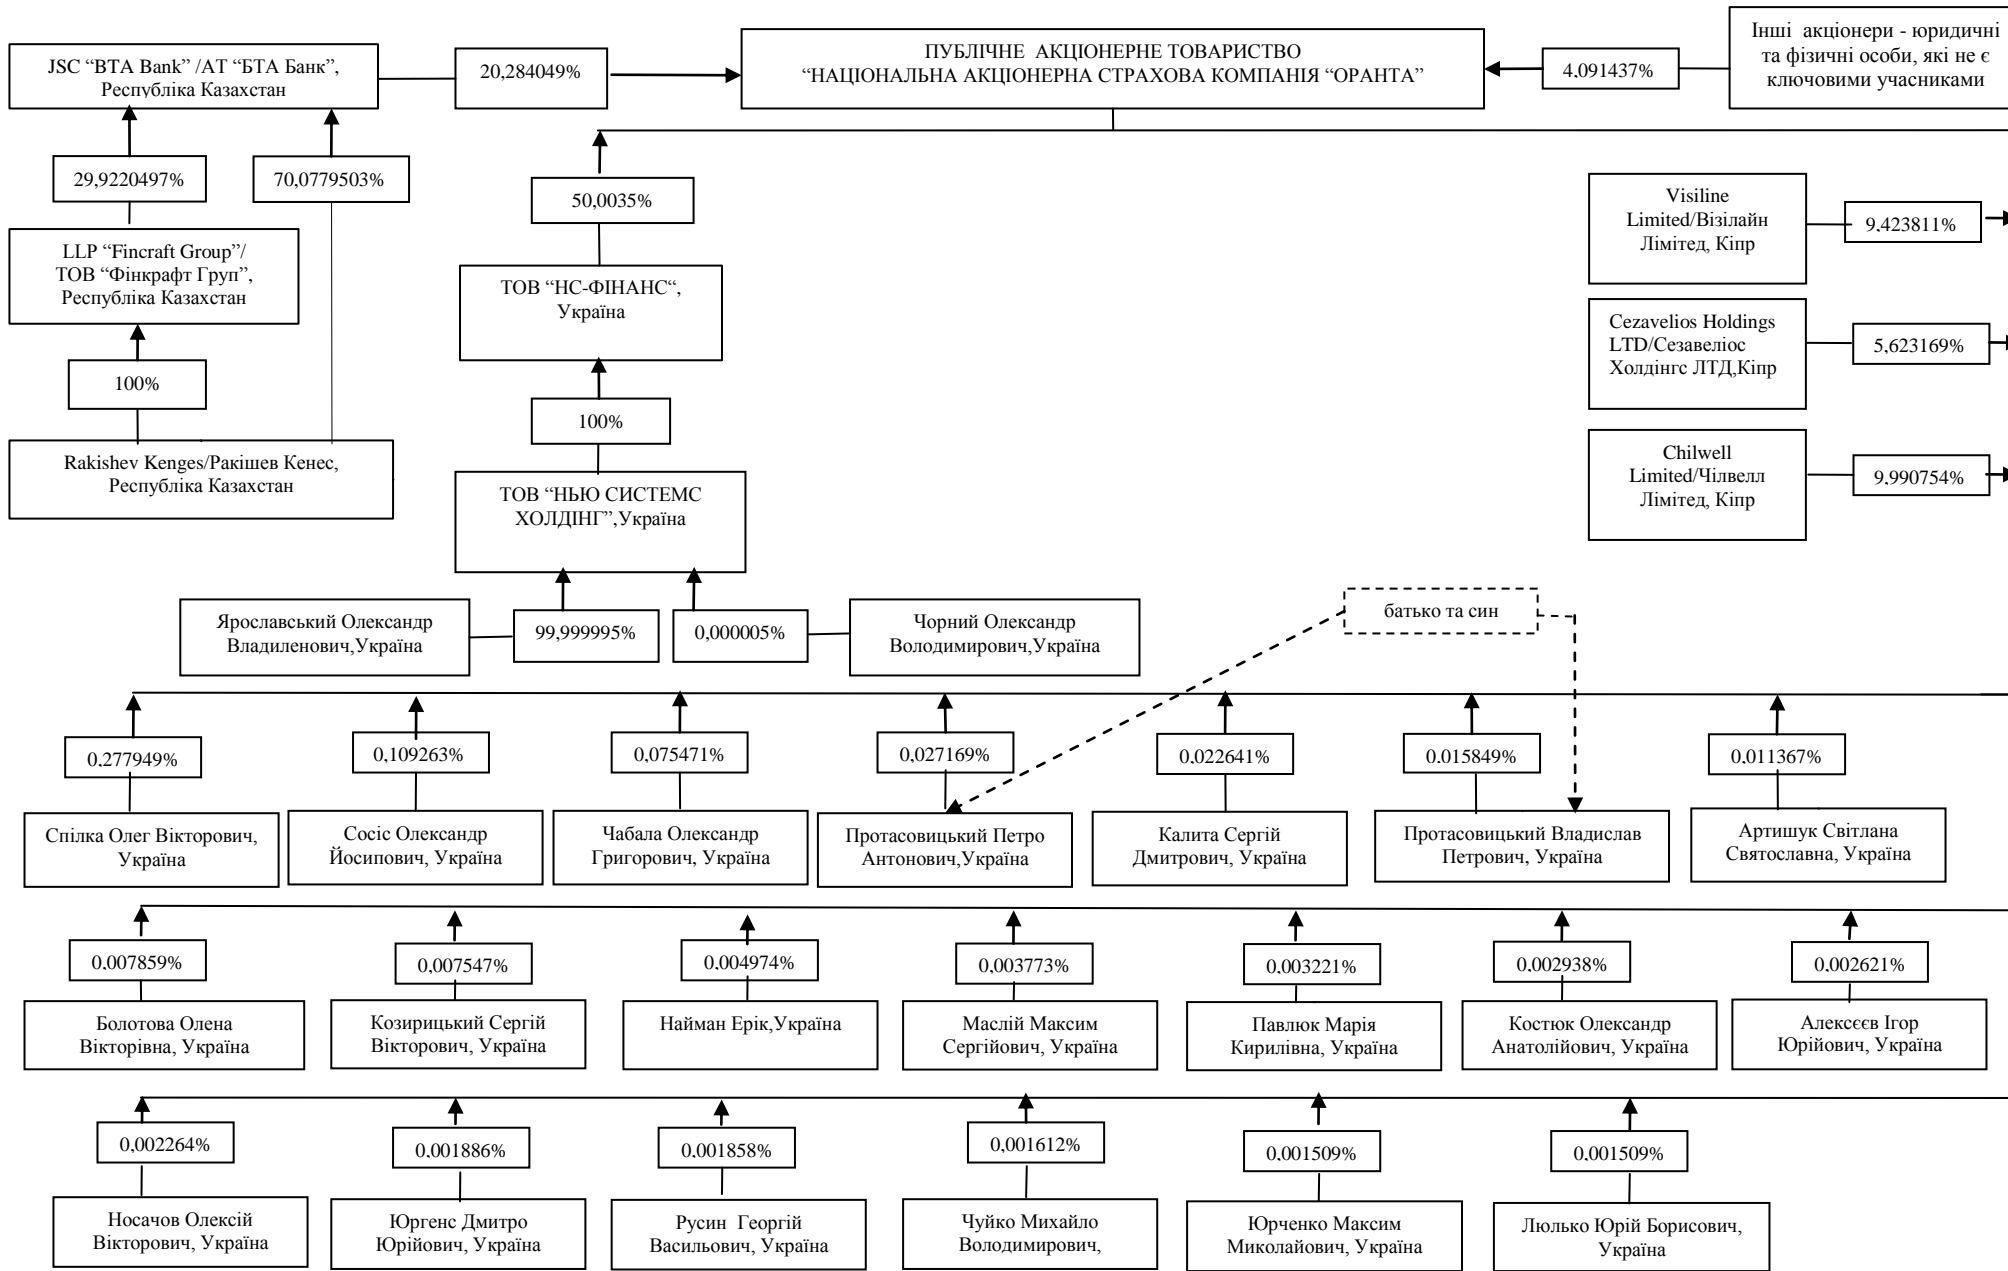 JSC “BTA Bank” /АТ “БТА Банк”,
Республіка Казахстан
20,284049%
ПУБЛІЧНЕ АКЦІОНЕРНЕ ТОВАРИСТВО
“НАЦІОНАЛЬНА АКЦІОНЕРНА СТРАХОВА КОМПАНІЯ “ОРАНТА”
4,091437%
Інші акціонери - юридичні
та фізичні особи, які не є
ключовими учасниками
29,9220497%
70,0779503%
50,0035%
Visiline
Limited/Візілайн
Лімітед, Кіпр
9,423811%
LLP “Fincraft Group”/
ТОВ “Фінкрафт Груп”,
Республіка Казахстан
ТОВ “НС-ФІНАНС“,
Україна
Cezavelios Holdings
LTD/Сезавеліос
Холдінгс ЛТД,Кіпр
5,623169%
100%
100%
Rakishev Kenges/Ракішев Кенес,
Республіка Казахстан
ТОВ “НЬЮ СИСТЕМС
ХОЛДІНГ”,Україна
Chilwell
Limited/Чілвелл
Лімітед, Кіпр
9,990754%
Ярославський Олександр
Владиленович,Україна
99,999995%
0,000005%
Чорний Олександр
Володимирович,Україна
батько та син
0,277949%
0,109263%
0,075471%
0,027169%
0,022641%
0,015849%
0,011367%
Спілка Олег Вікторович,
Україна
Сосіс Олександр
Йосипович, Україна
Чабала Олександр
Григорович, Україна
Протасовицький Петро
Антонович,Україна
Калита Сергій
Дмитрович, Україна
Протасовицький Владислав
Петрович, Україна
Артишук Світлана
Святославна, Україна
0,007859%
0,007547%
0,004974%
0,003773%
0,003221%
0,002938%
0,002621%
Болотова Олена
Вікторівна, Україна
Козирицький Сергій
Вікторович, Україна
Найман Ерік,Україна
Маслій Максим
Сергійович, Україна
Павлюк Марія
Кирилівна, Україна
Костюк Олександр
Анатолійович, Україна
Алексєєв Ігор
Юрійович, Україна
0,002264%
0,001886%
0,001858%
0,001612%
0,001509%
0,001509%
Носачов Олексій
Вікторович, Україна
Юргенс Дмитро
Юрійович, Україна
Русин Георгій
Васильович, Україна
Чуйко Михайло
Володимирович,
Юрченко Максим
Миколайович, Україна
Люлько Юрій Борисович,
Україна